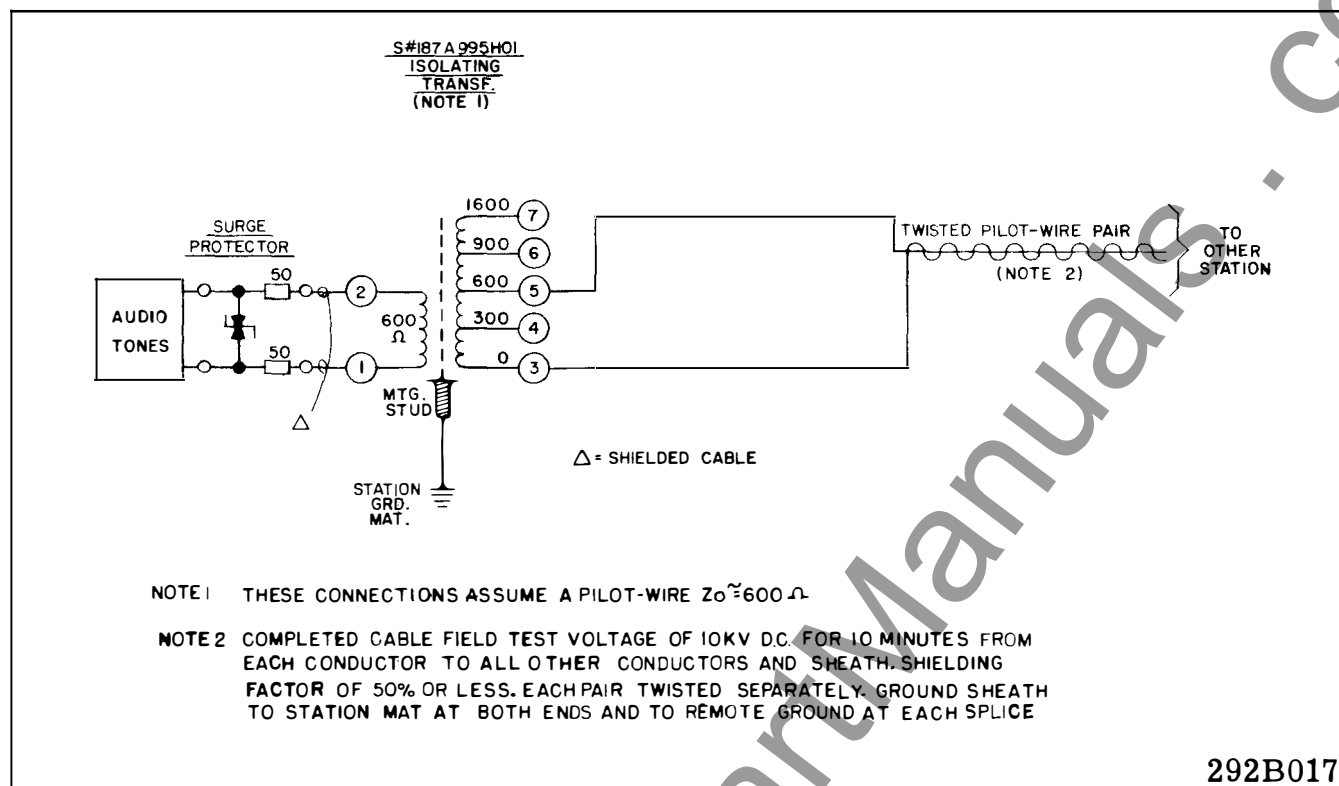 S#187A995H01
ISOLATING
TRANSF.
(NOTE 1)
SURGE
PROTECTOR
50
50
AUDIO
TONES
2
1
600
Ω
1600
7
900
6
600
5
300
4
0
3
MTG.
STUD
STATION
GRD.
MAT.
TWISTED PILOT-WIRE PAIR
(NOTE 2)
TO
OTHER
STATION
Δ
Δ = SHIELDED CABLE
NOTE 1 THESE CONNECTIONS ASSUME A PILOT-WIRE Zo≅600 Ω
NOTE 2 COMPLETED CABLE FIELD TEST VOLTAGE OF 10KV D.C. FOR 10 MINUTES FROM
EACH CONDUCTOR TO ALL OTHER CONDUCTORS AND SHEATH. SHIELDING
FACTOR OF 50% OR LESS. EACH PAIR TWISTED SEPARATELY. GROUND SHEATH
TO STATION MAT AT BOTH ENDS AND TO REMOTE GROUND AT EACH SPLICE
292B017
artManuals . co